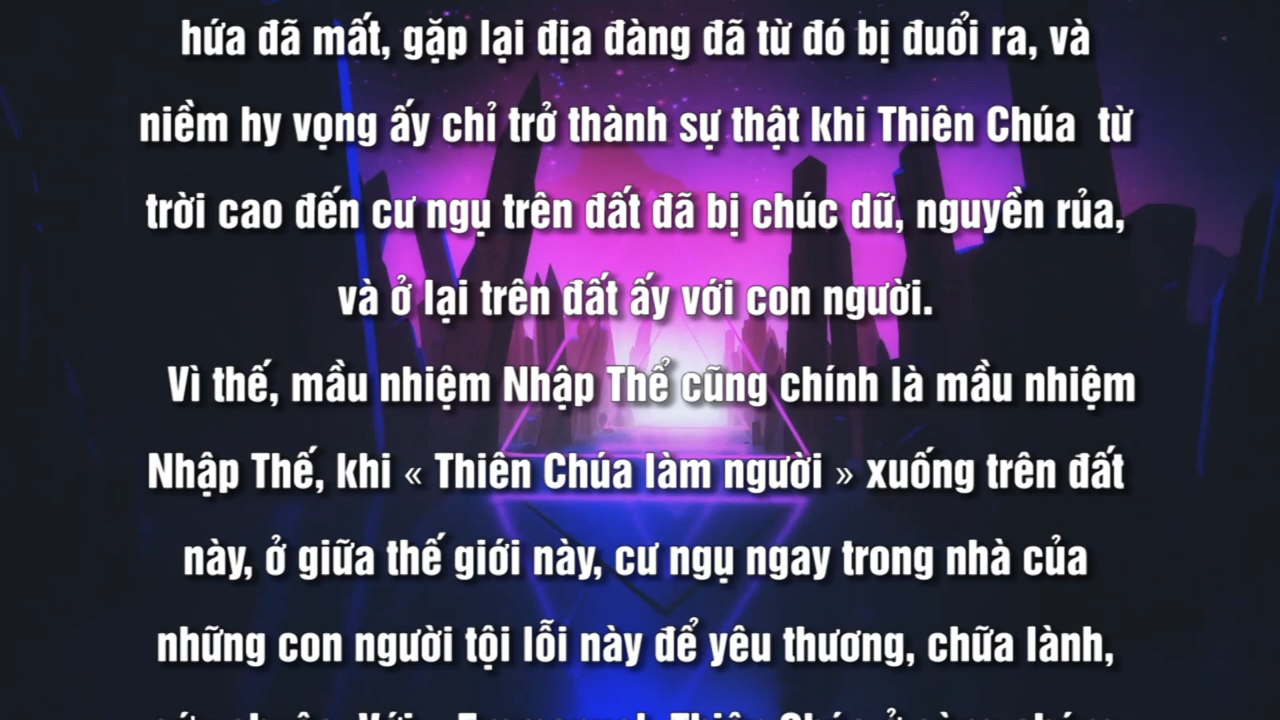 hứa đã mất, gặp lại địa đàng đã từ đó bị đuổi ra, và
niềm hy vọng ấy chỉ trở thành sự thật khi Thiên Chúa từ
trời cao đến cư ngụ trên đất đã bị chúc dữ, nguyền rủa,
và ở lại trên đất ấy với con người.
Vì thế, mầu nhiệm Nhập Thể cũng chính là mầu nhiệm
Nhập Thế, khi « Thiên Chúa làm người » xuống trên đất
này, ở giữa thế giới này, cư ngụ ngay trong nhà của
những con người tội lỗi này để yêu thương, chữa lành,